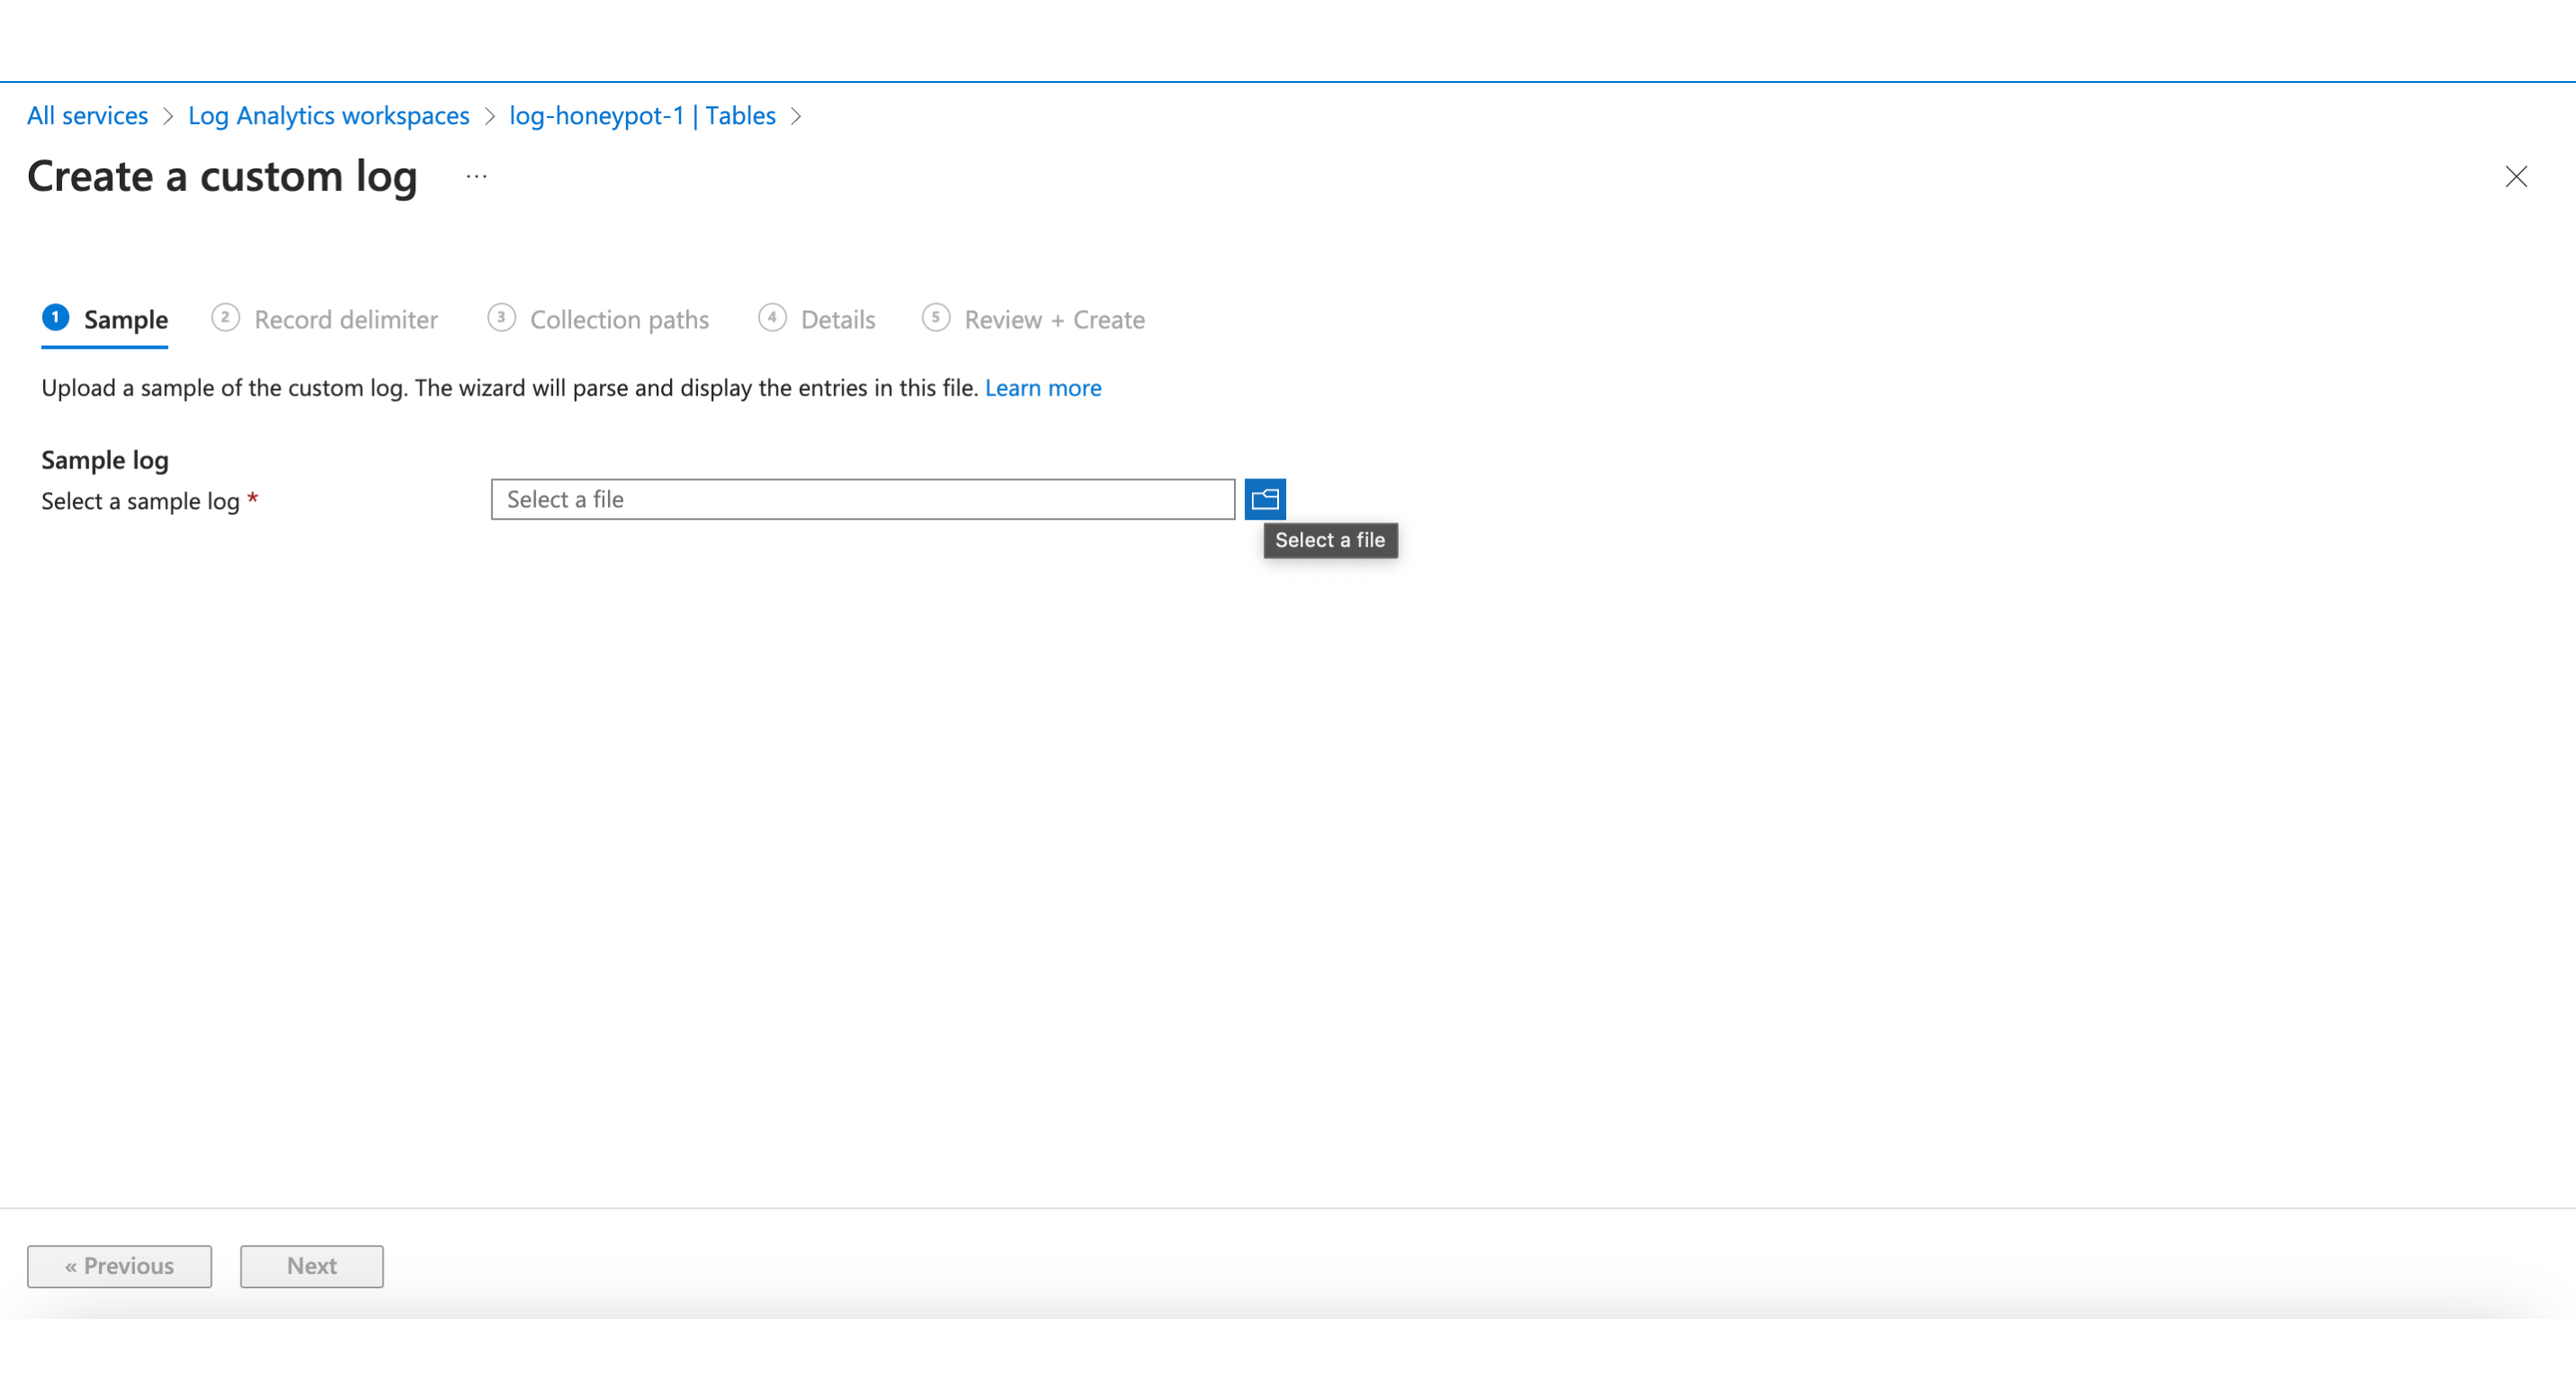 All services > Log Analytics workspaces > log-honeypot-1 | Tables >
Create a custom log ...
1 Sample 2 Record delimiter 3 Collection paths 4 Details 5 Review + Create
Upload a sample of the custom log. The wizard will parse and display the entries in this file. Learn more
Sample log
Select a sample log * Select a file
Select a file
« Previous Next